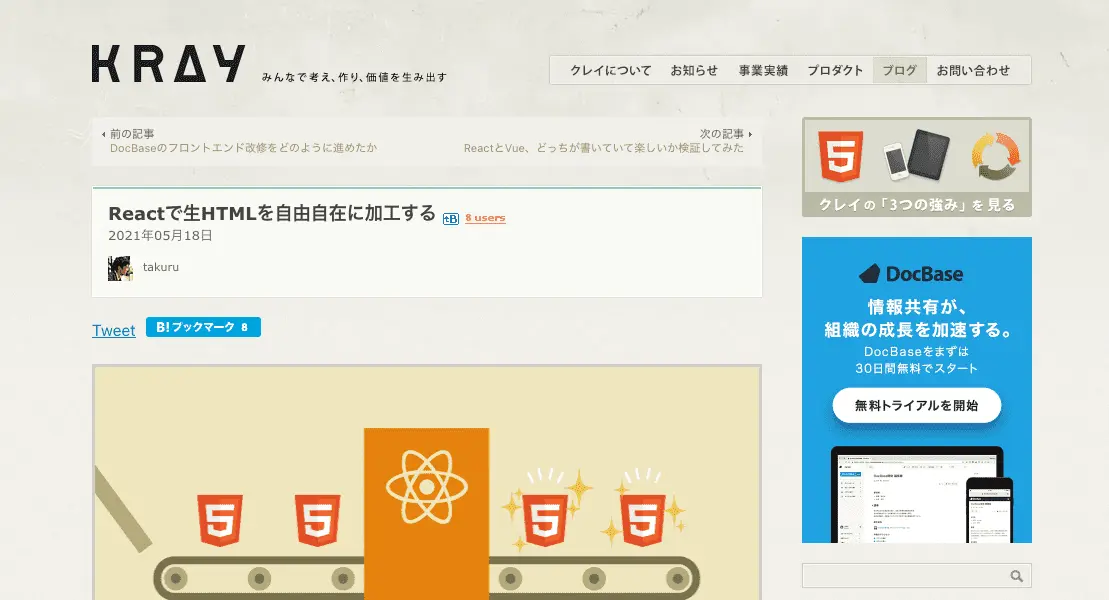 KRAY
みんなで考え、作り、価値を生み出す
クレイについて お知らせ 事業実績 プロダクト ブログ お問い合わせ
前の記事
DocBaseのフロントエンド改修をどのように進めたか
次の記事
ReactとVue、どっちが書いていて楽しいか検証してみた
Reactで生HTMLを自由自在に加工する 8 users
2021年05月18日
takuru
Tweet B!ブックマーク 8
5 5 5 5
5
クレイの「3つの強み」を見る
DocBase
情報共有が、
組織の成長を加速する。
DocBaseをまずは
30日間無料でスタート
無料トライアルを開始